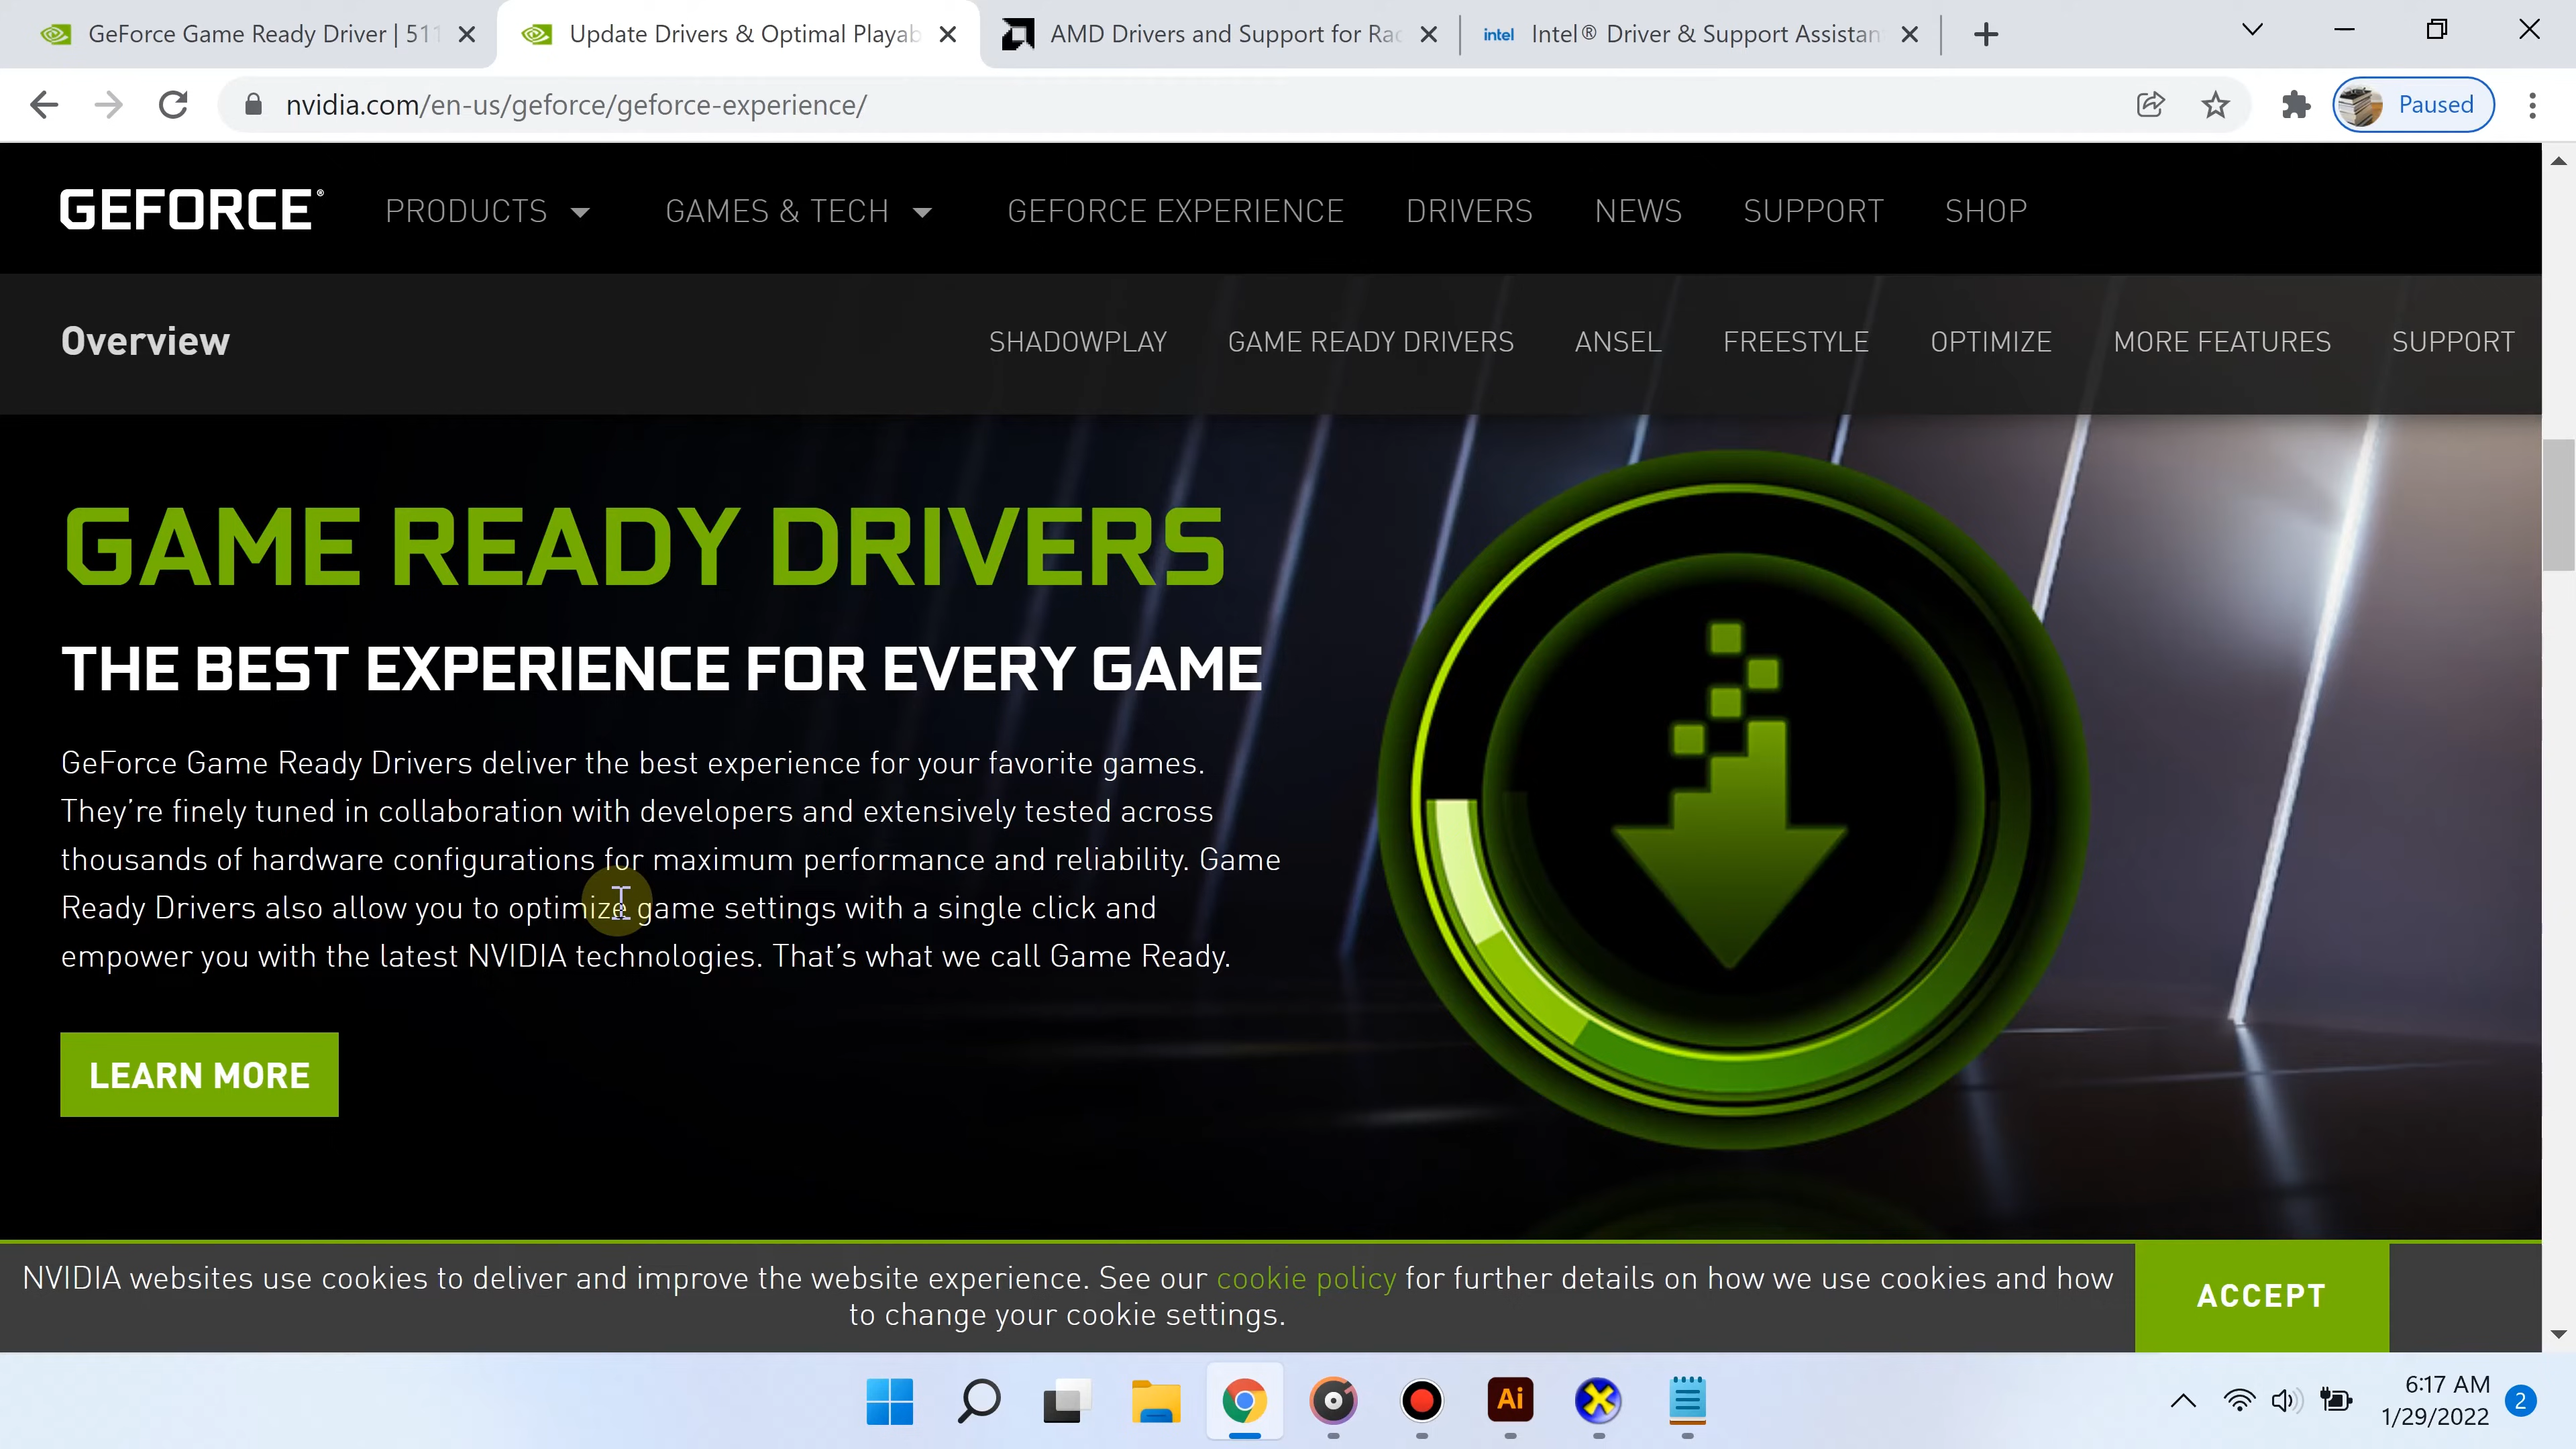 GeForce Game Ready Driver | 511
Update Drivers & Optimal Playab
AMD Drivers and Support for Rad
intel Intel® Driver & Support Assistan
nvidia.com/en-us/geforce/geforce-experience/
Paused
GEFORCE®
PRODUCTS
GAMES & TECH
GEFORCE EXPERIENCE
DRIVERS
NEWS
SUPPORT
SHOP
Overview
SHADOWPLAY
GAME READY DRIVERS
ANSEL
FREESTYLE
OPTIMIZE
MORE FEATURES
SUPPORT
GAME READY DRIVERS
THE BEST EXPERIENCE FOR EVERY GAME
GeForce Game Ready Drivers deliver the best experience for your favorite games.
They’re finely tuned in collaboration with developers and extensively tested across
thousands of hardware configurations for maximum performance and reliability. Game
Ready Drivers also allow you to optimize game settings with a single click and
empower you with the latest NVIDIA technologies. That’s what we call Game Ready.
LEARN MORE
NVIDIA websites use cookies to deliver and improve the website experience. See our cookie policy for further details on how we use cookies and how
to change your cookie settings.
ACCEPT
Ai
6:17 AM
1/29/2022
2